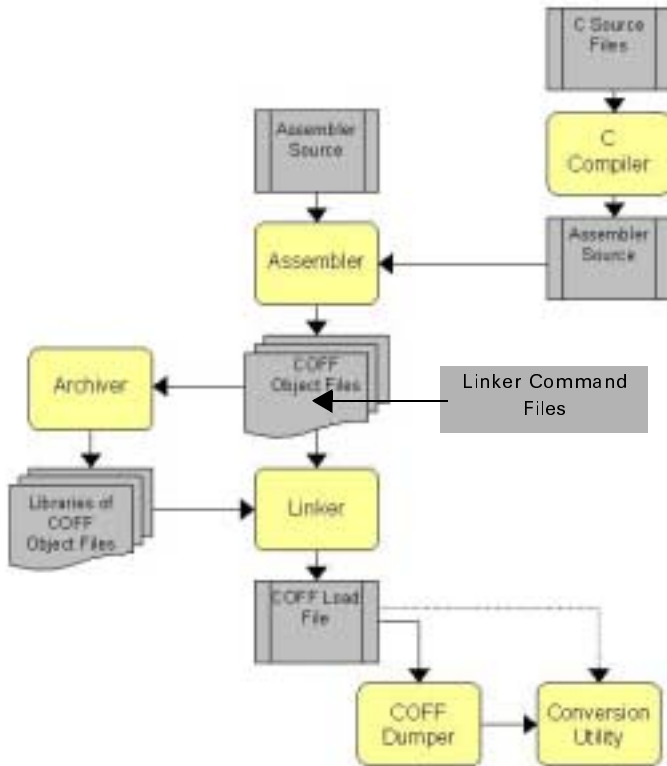 C Source
Files
Assembler
Source
C
Compiler
Assembler
Assembler
Source
Archiver
COFF
Object Files
Linker Command
Files
Libraries of
COFF
Object Files
Linker
COFF Load
File
COFF
Dumper
Conversion
Utility